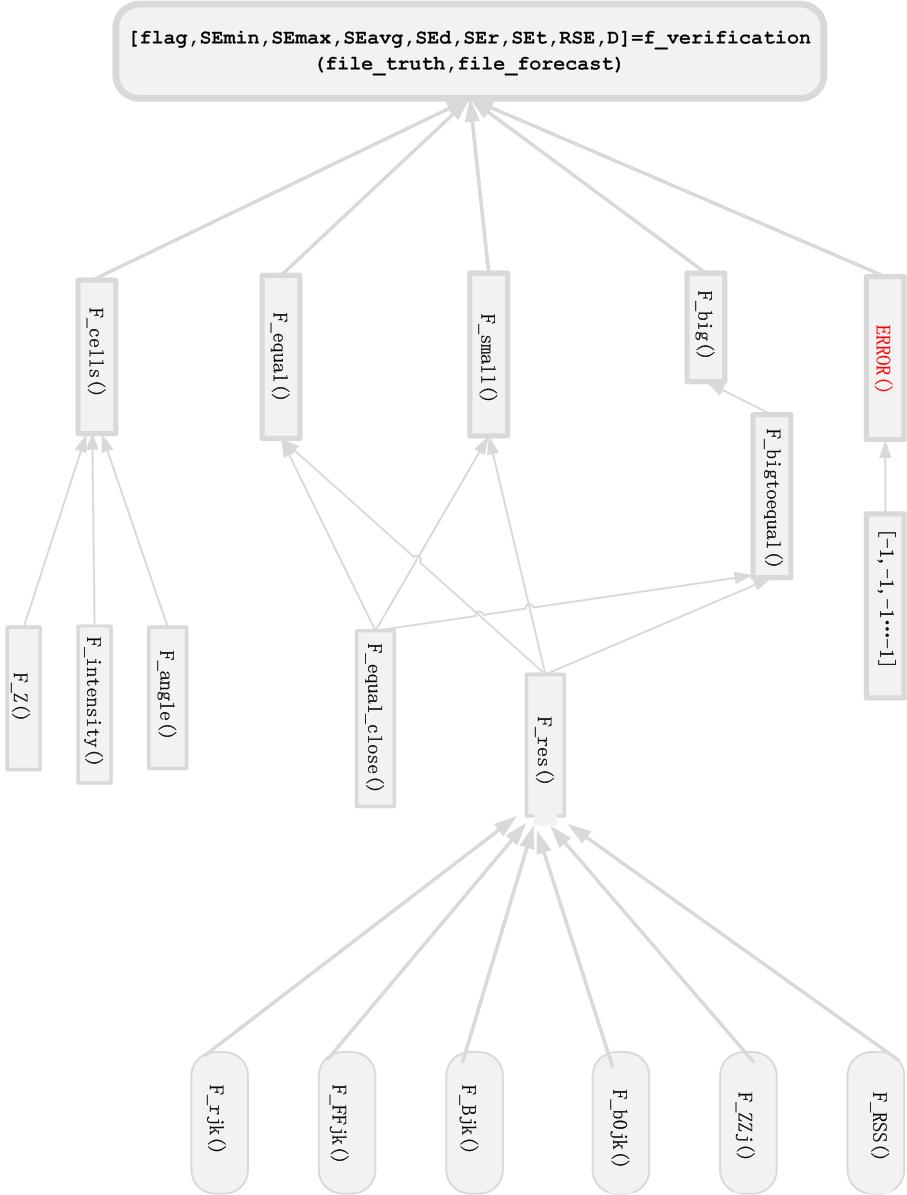 [flag,SEmin,SEmax,SEavg,SEd,SEr,SEt,RSE,D]=f_verification
(file_truth,file_forecast)
F_cells()
F_equal()
F_small()
F_big()
ERROR()
F_bigtoequal()
[-1,-1,-1…-1]
F_Z()
F_intensity()
F_angle()
F_equal_close()
F_res()
F_rjk()
F_FFjk()
F_Bjk()
F_b0jk()
F_ZZj()
F_RSS()